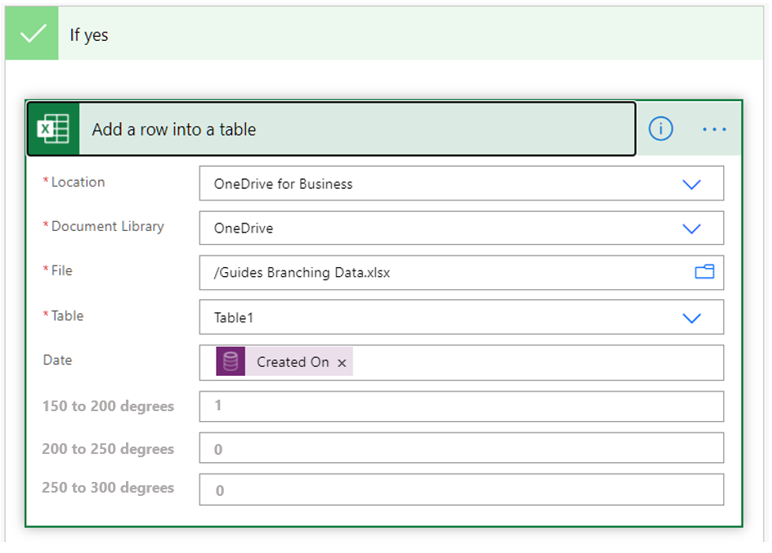 If yes
Add a row into a table
* Location OneDrive for Business
* Document Library OneDrive
* File /Guides Branching Data.xlsx
* Table Table1
Date Created On ×
150 to 200 degrees 1
200 to 250 degrees 0
250 to 300 degrees 0